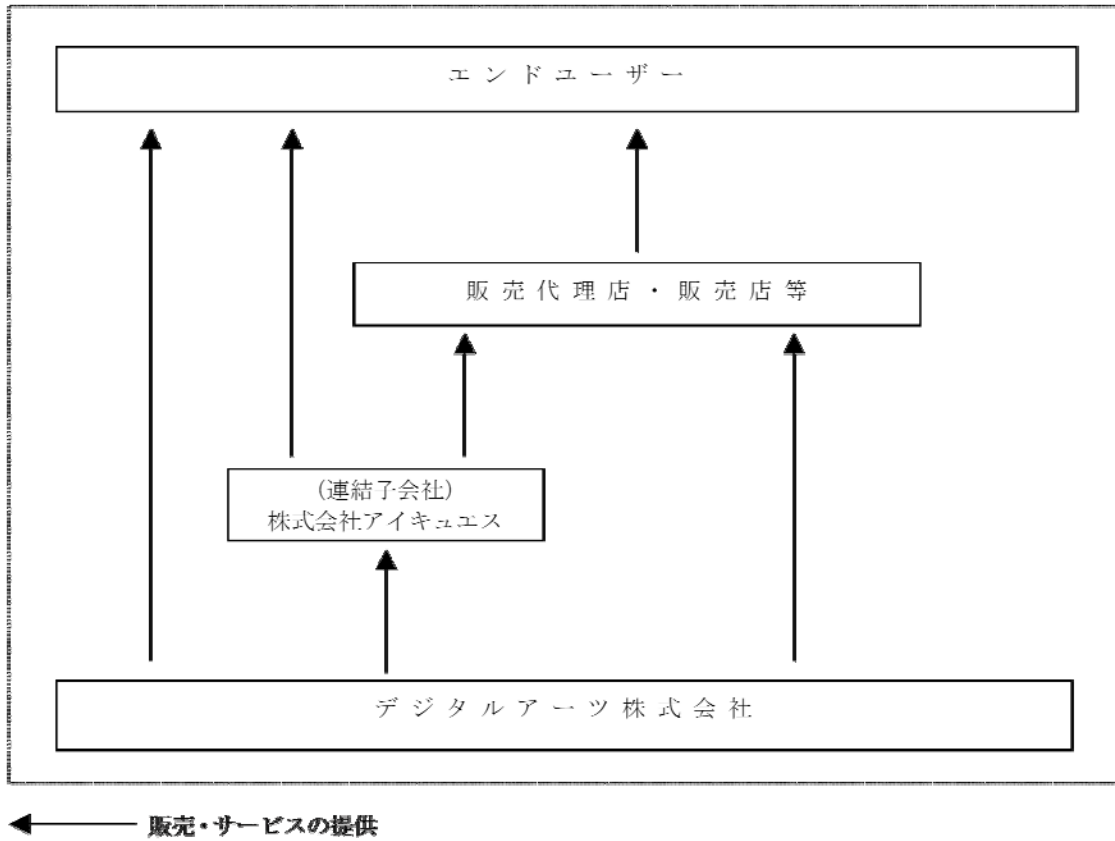 エンドユーザー
販売代理店・販売店等
(連結子会社)
株式会社アイキュエス
デジタルアーツ株式会社
販売・サービスの提供